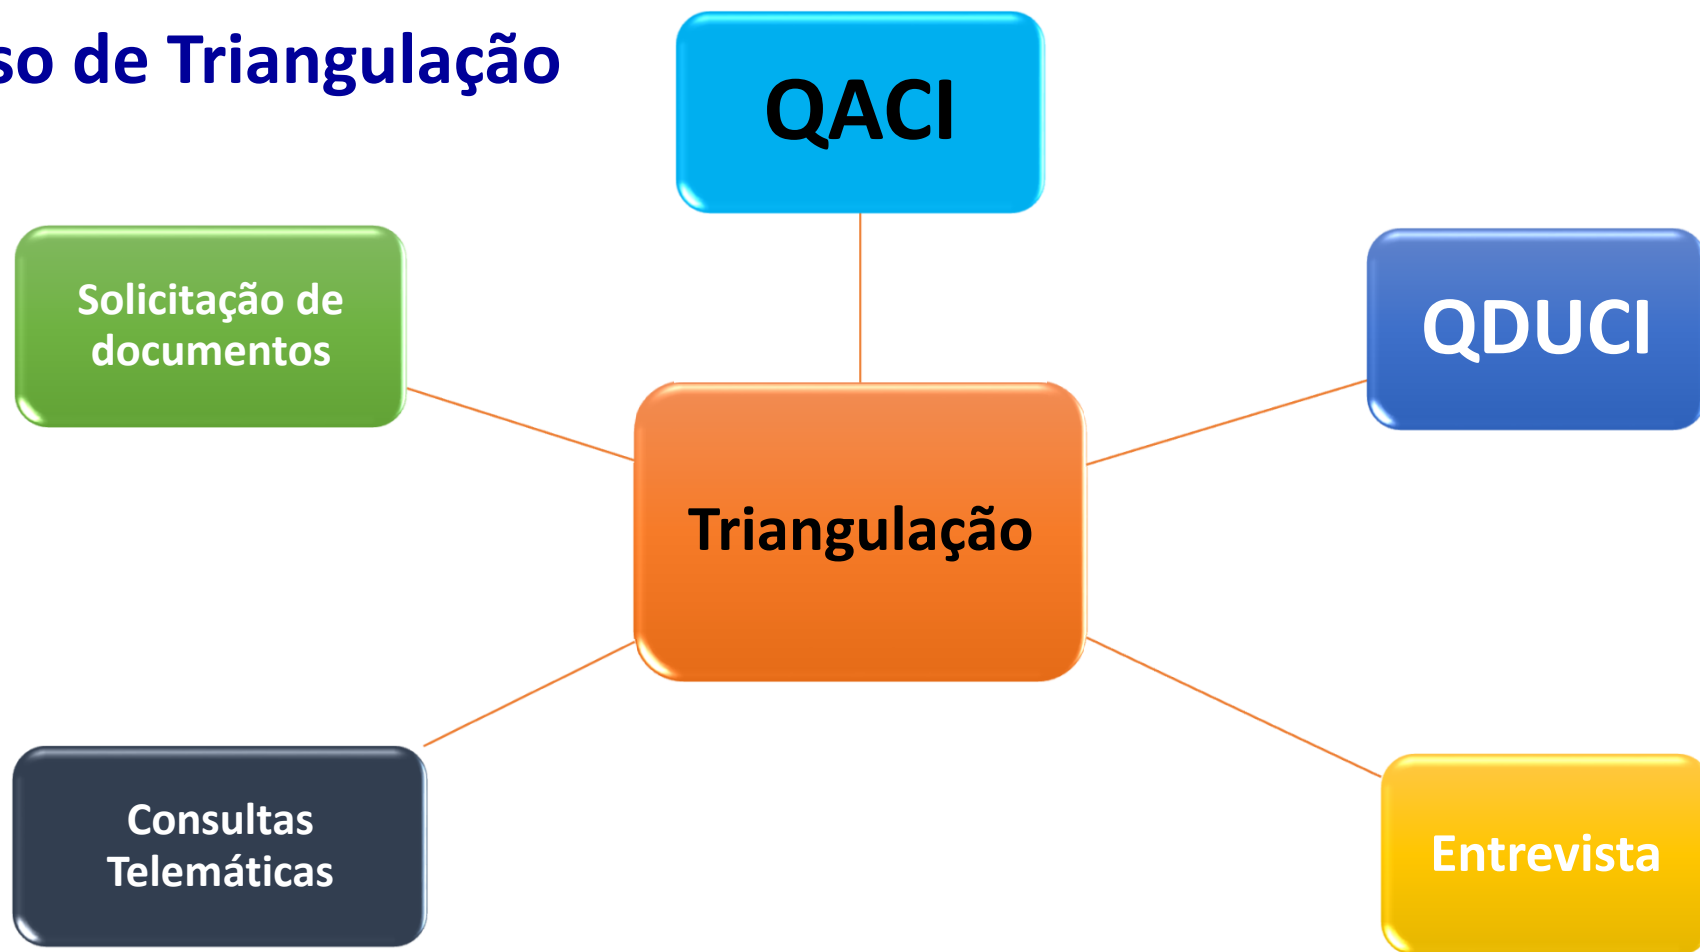 so de Triangulação
QACI
Solicitação de
documentos
QDUCI
Triangulação
Consultas
Telemáticas
Entrevista